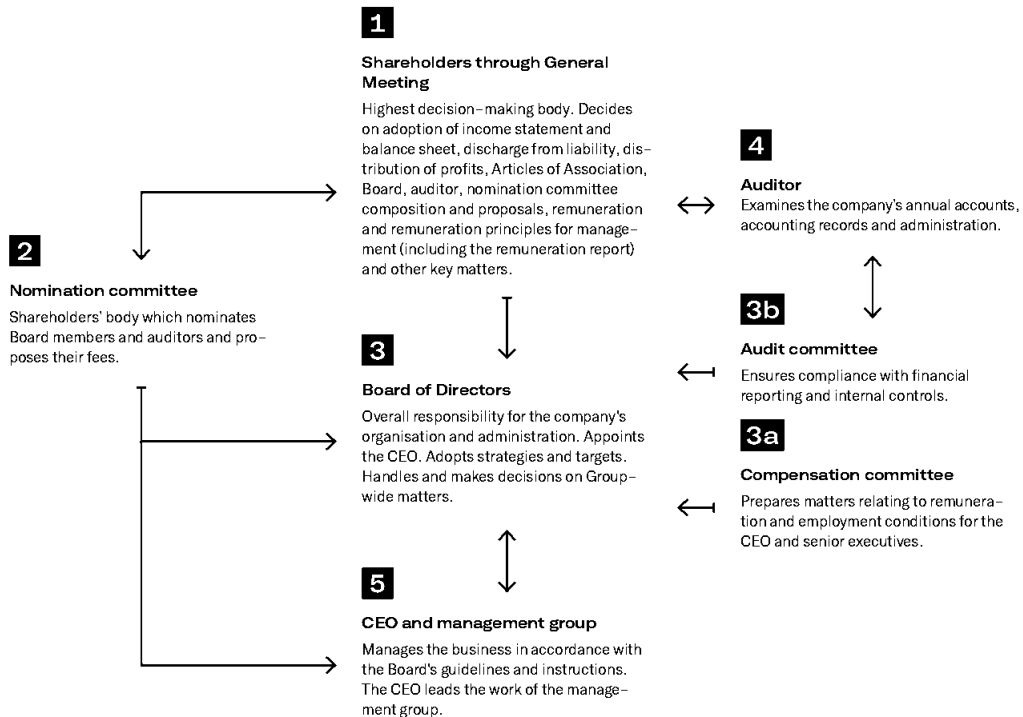 1
Shareholders through General
Meeting
Highest decision-making body. Decides
on adoption of income statement and
balance sheet, discharge from liability, dis-
tribution of profits, Articles of Association,
Board, auditor, nomination committee
composition and proposals, remuneration
and remuneration principles for manage-
ment (including the remuneration report)
and other key matters.
2
Nomination committee
Shareholders' body which nominates
Board members and auditors and pro-
poses their fees.
3
Board of Directors
Overall responsibility for the company's
organisation and administration. Appoints
the CEO. Adopts strategies and targets.
Handles and makes decisions on Group-
wide matters.
4
Auditor
Examines the company's annual accounts,
accounting records and administration.
3b
Audit committee
Ensures compliance with financial
reporting and internal controls.
3a
Compensation committee
Prepares matters relating to remunera-
tion and employment conditions for the
CEO and senior executives.
5
CEO and management group
Manages the business in accordance with
the Board's guidelines and instructions.
The CEO leads the work of the manage-
ment group.